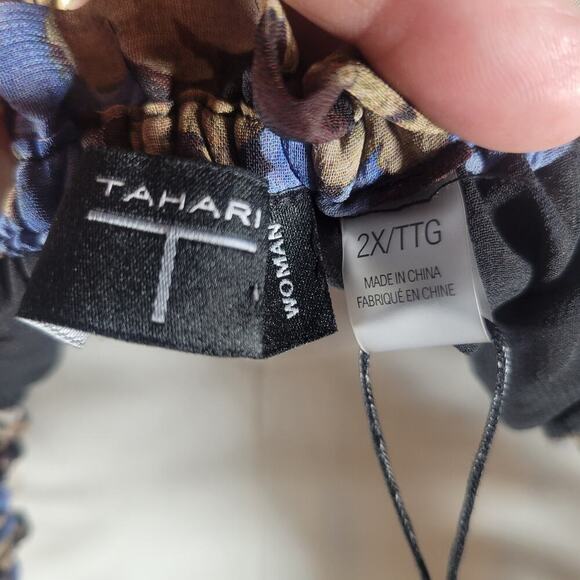 TAHARI
T
WOMAN
2X/TTG
MADE IN CHINA
FABRIQUÉ EN CHINE